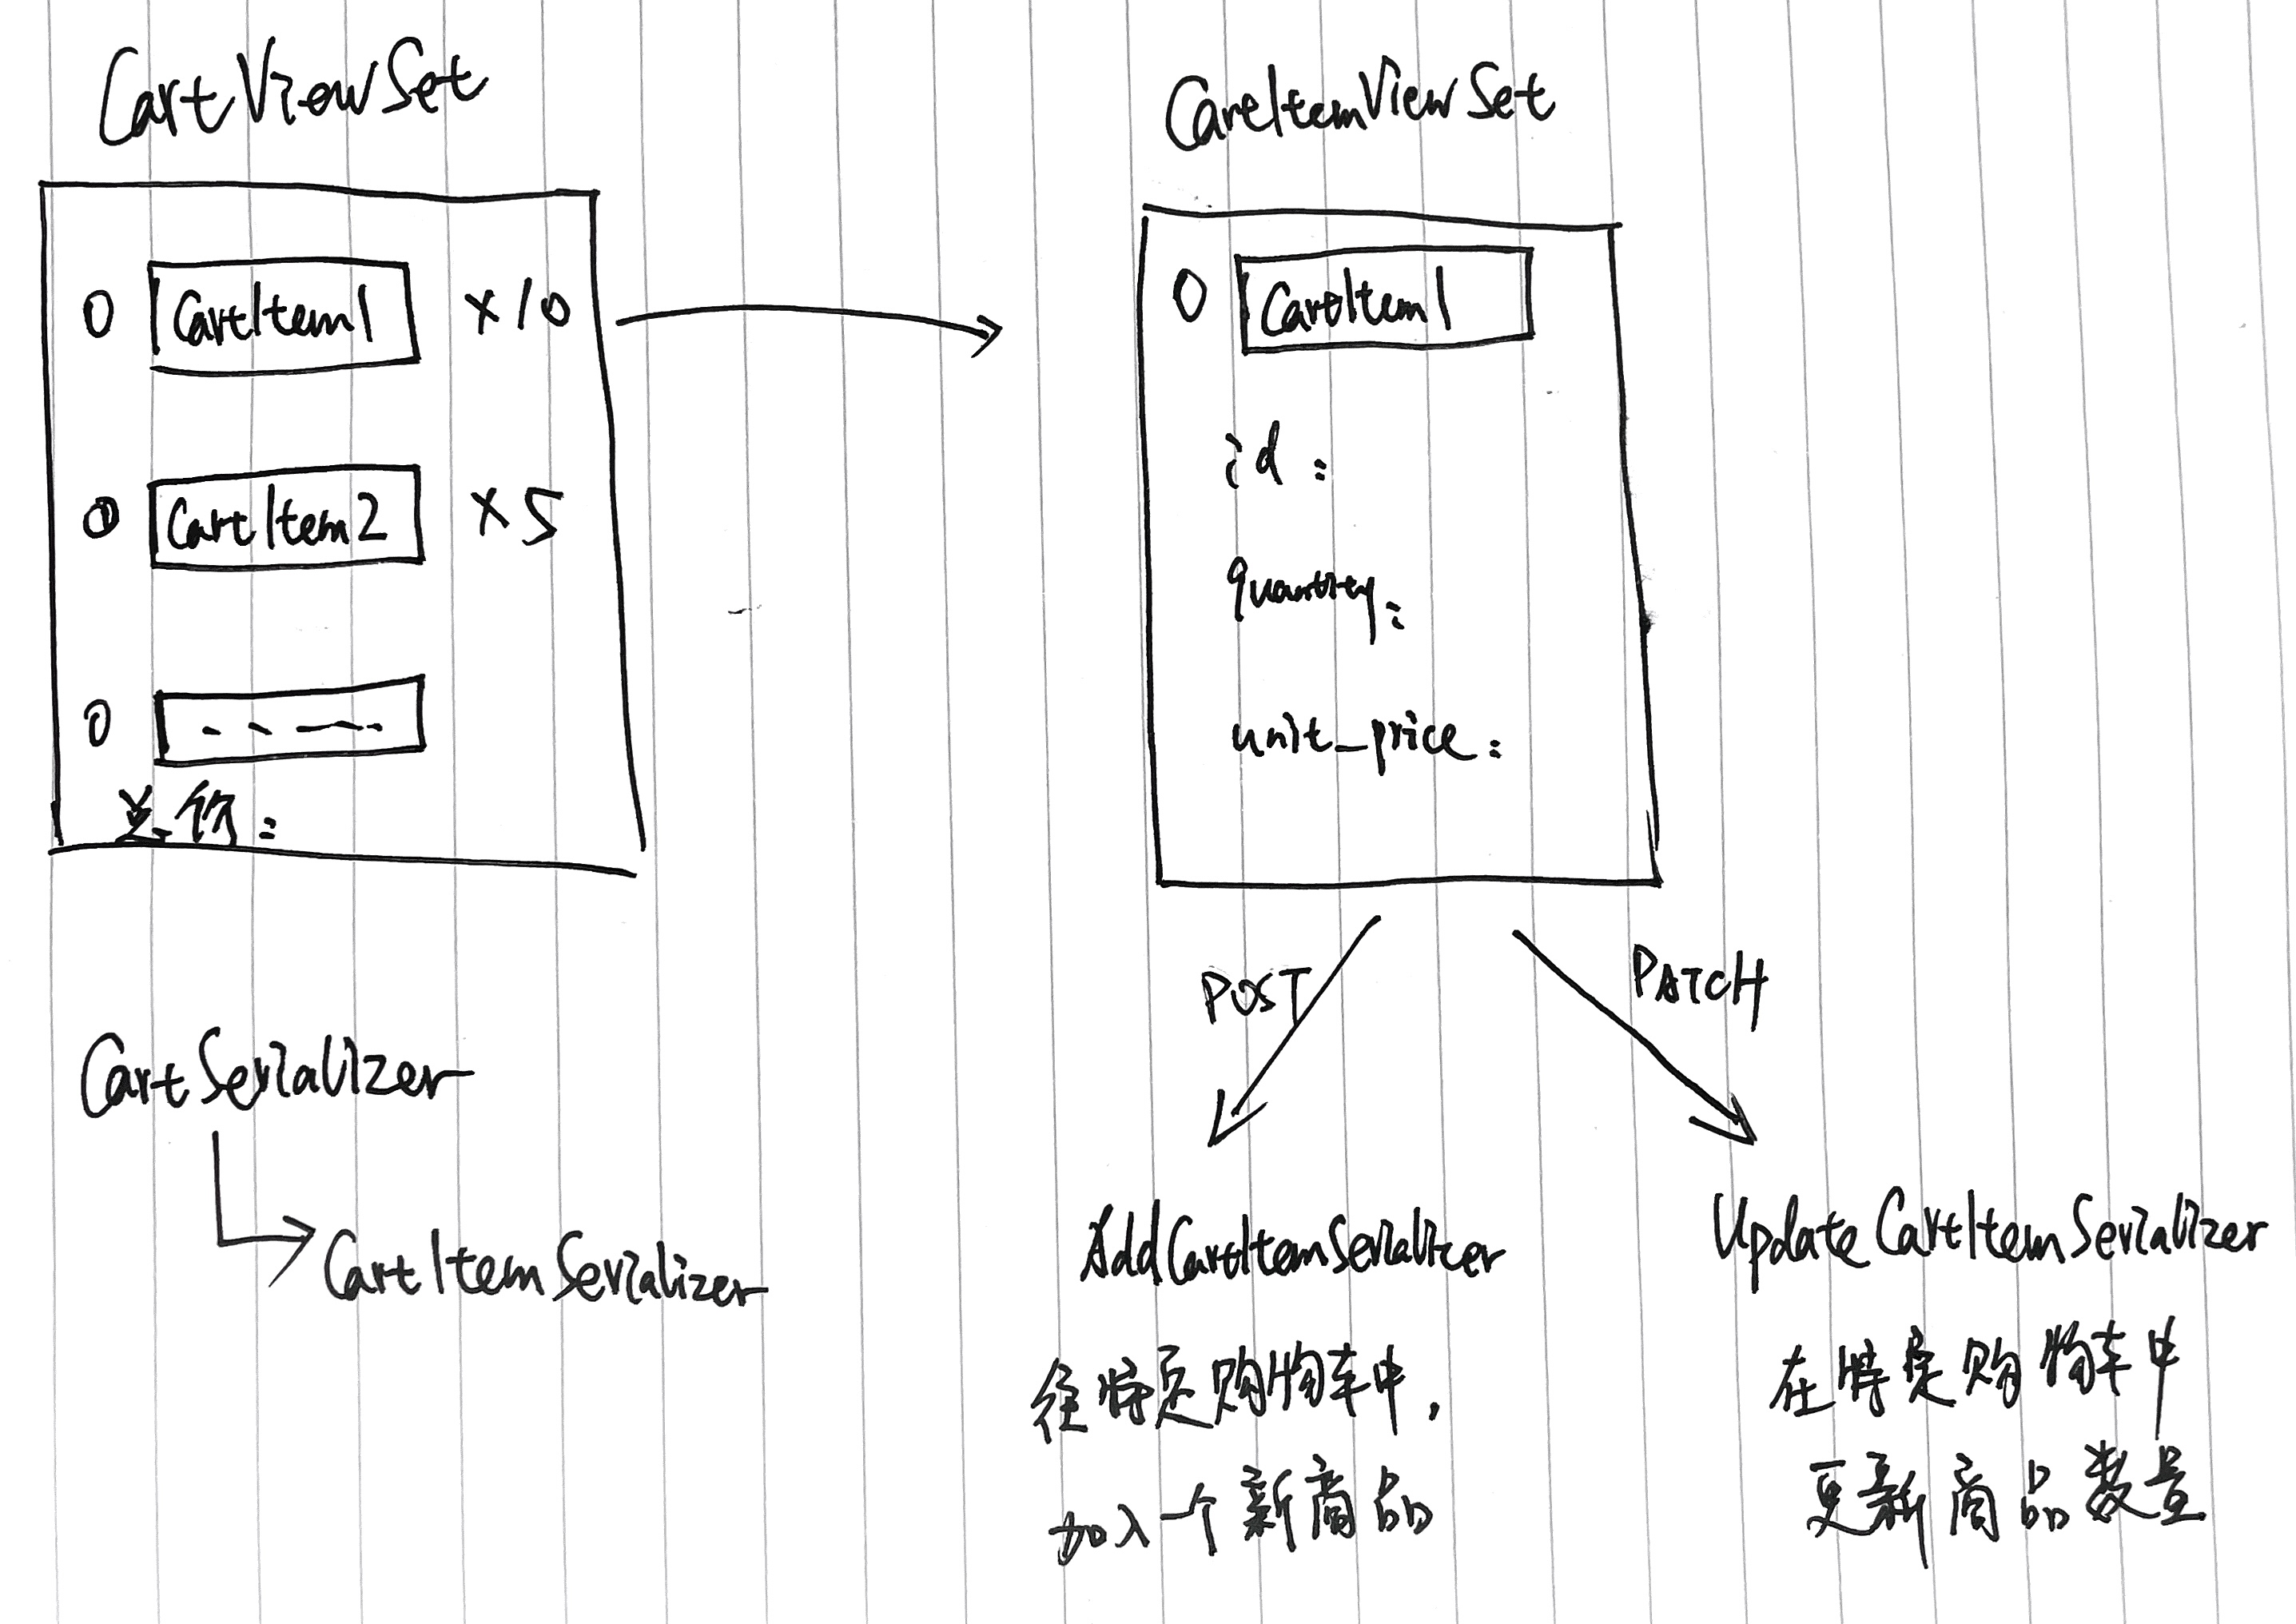 CartViewSet
0 CartItem1 × 10
0 CartItem2 × 5
0
总价:
CartSerializer
CartItemSerializer
CartItemViewSet
0 CartItem1
id:
quantity:
unit_price:
POST
PATCH
AddCartItemSerializer
往特定购物车中,
加入一个新商品
UpdateCartItemSerializer
在特定购物车中
更新商品数量